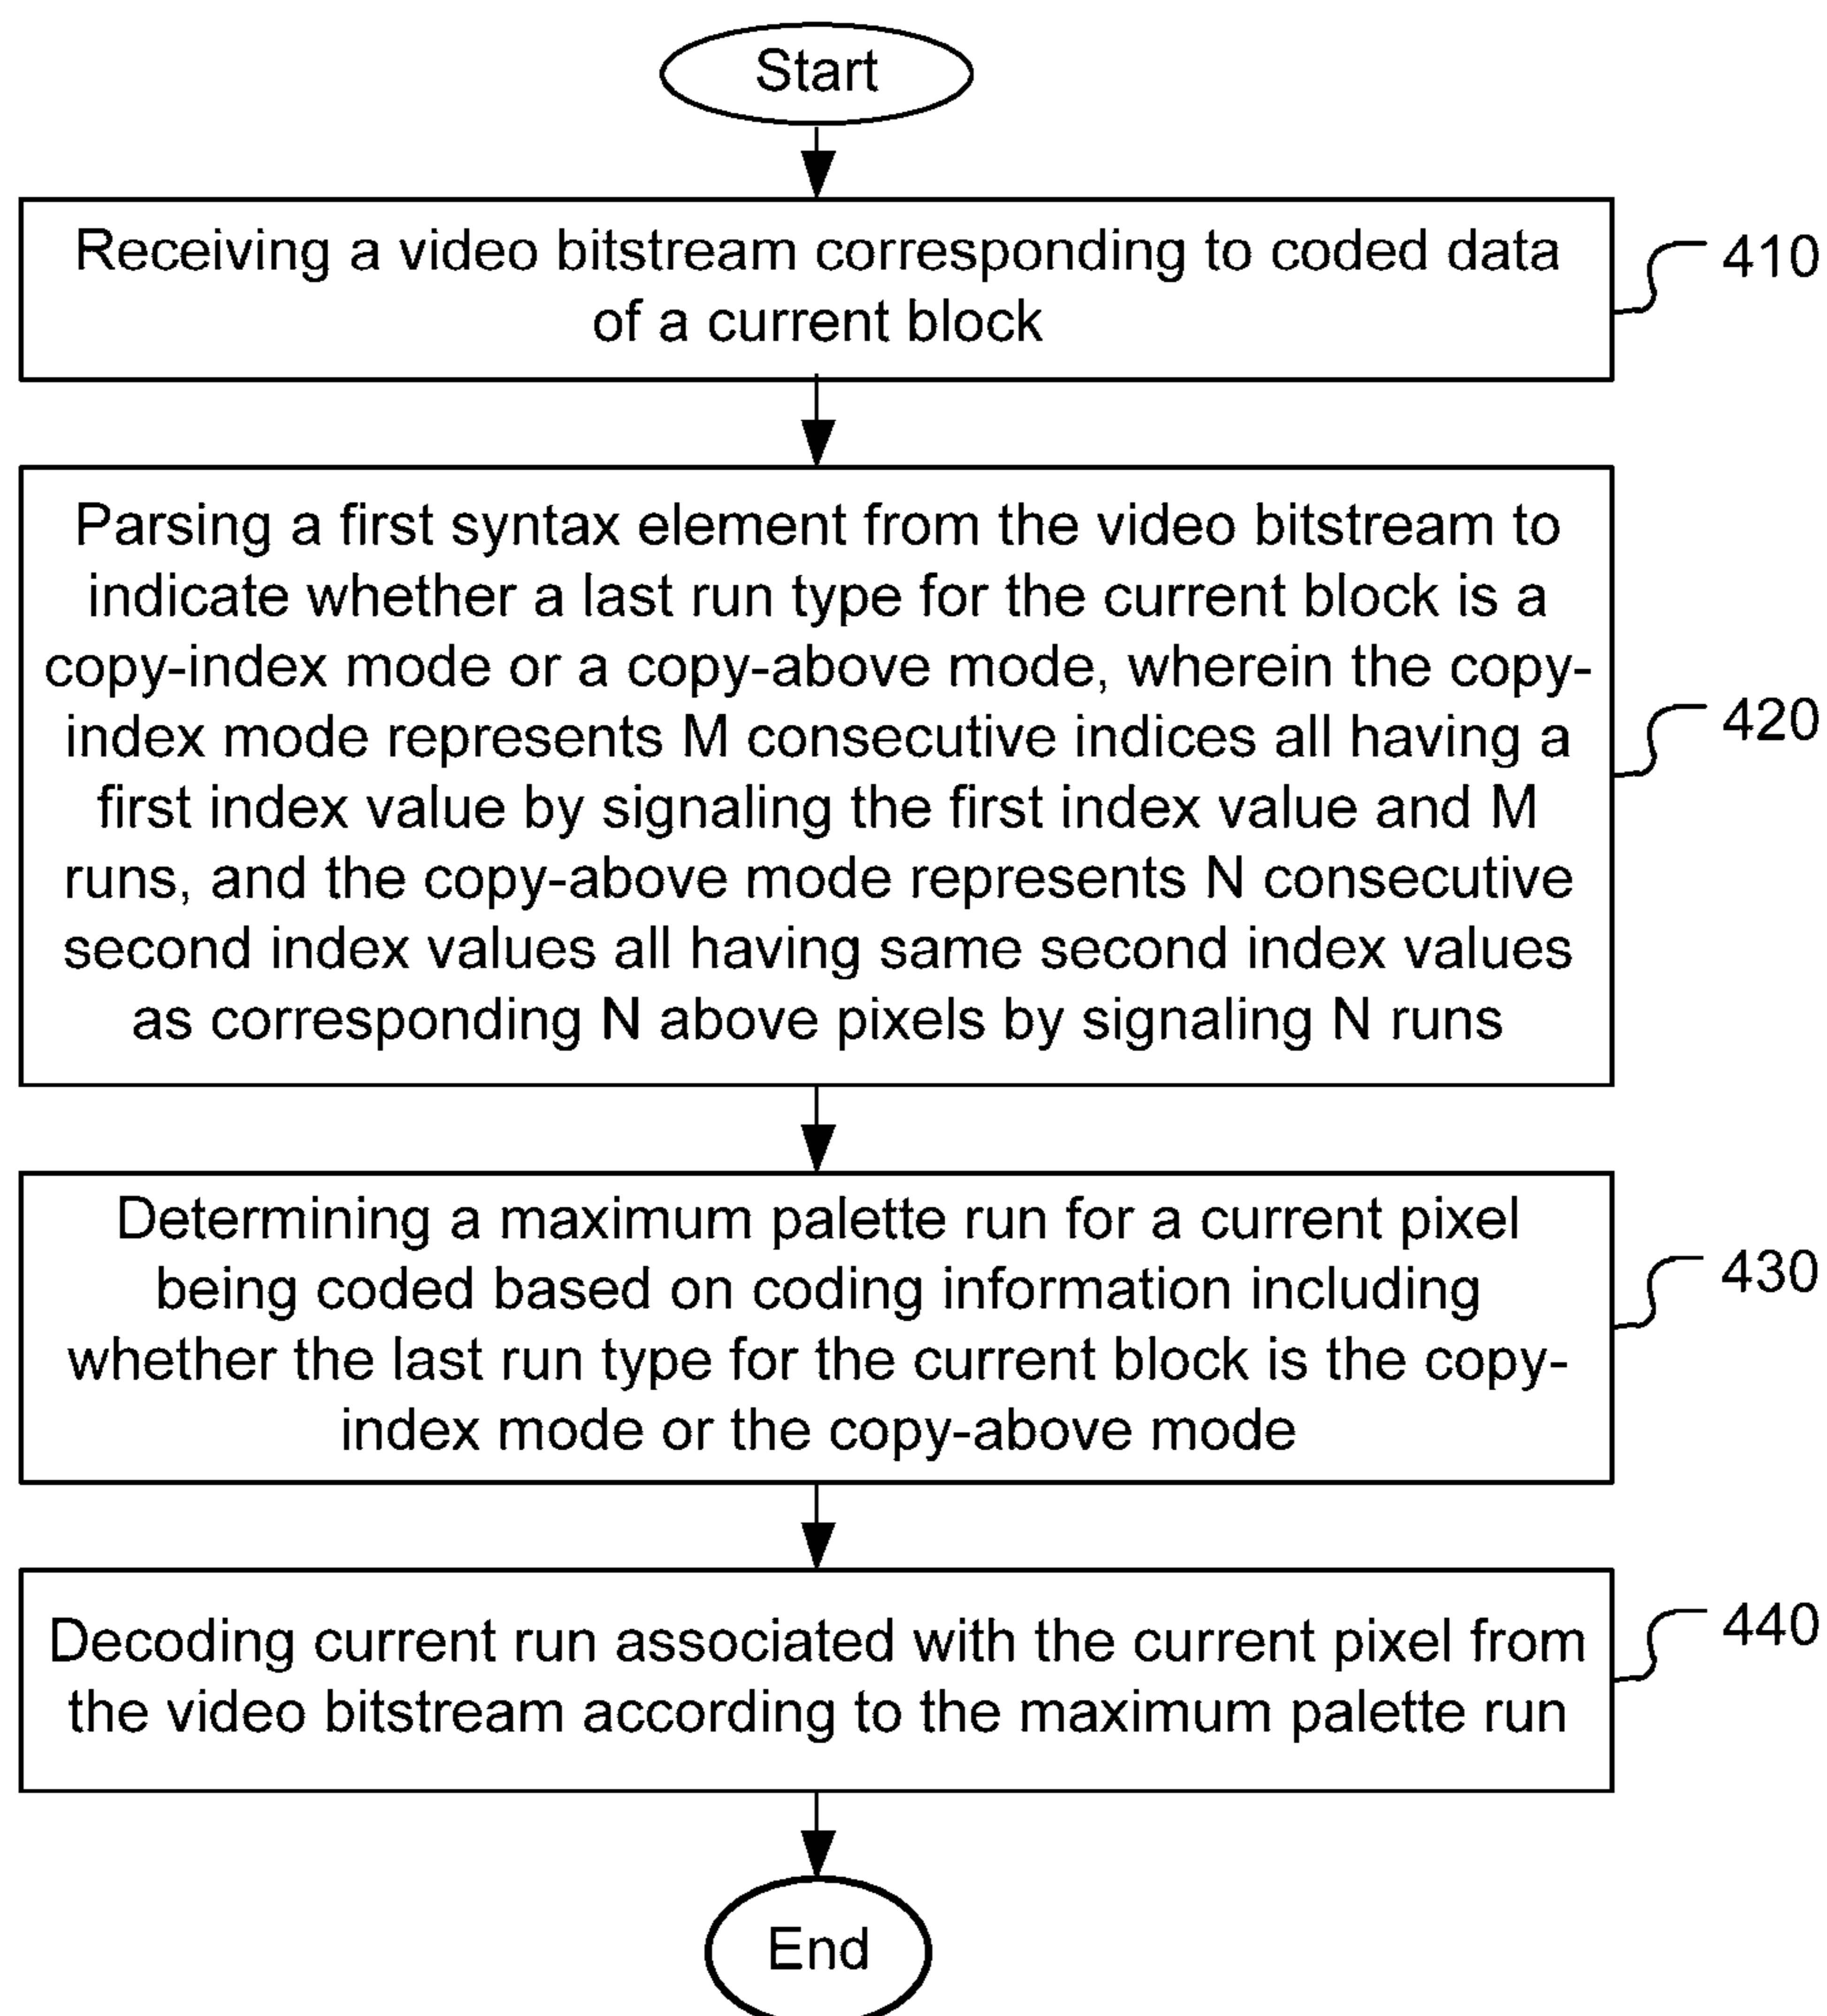 Start
Receiving a video bitstream corresponding to coded data
of a current block
410
Parsing a first syntax element from the video bitstream to
indicate whether a last run type for the current block is a
copy-index mode or a copy-above mode, wherein the copy-
index mode represents M consecutive indices all having a
first index value by signaling the first index value and M
runs, and the copy-above mode represents N consecutive
second index values all having same second index values
as corresponding N above pixels by signaling N runs
420
Determining a maximum palette run for a current pixel
being coded based on coding information including
whether the last run type for the current block is the copy-
index mode or the copy-above mode
430
Decoding current run associated with the current pixel from
the video bitstream according to the maximum palette run
440
End